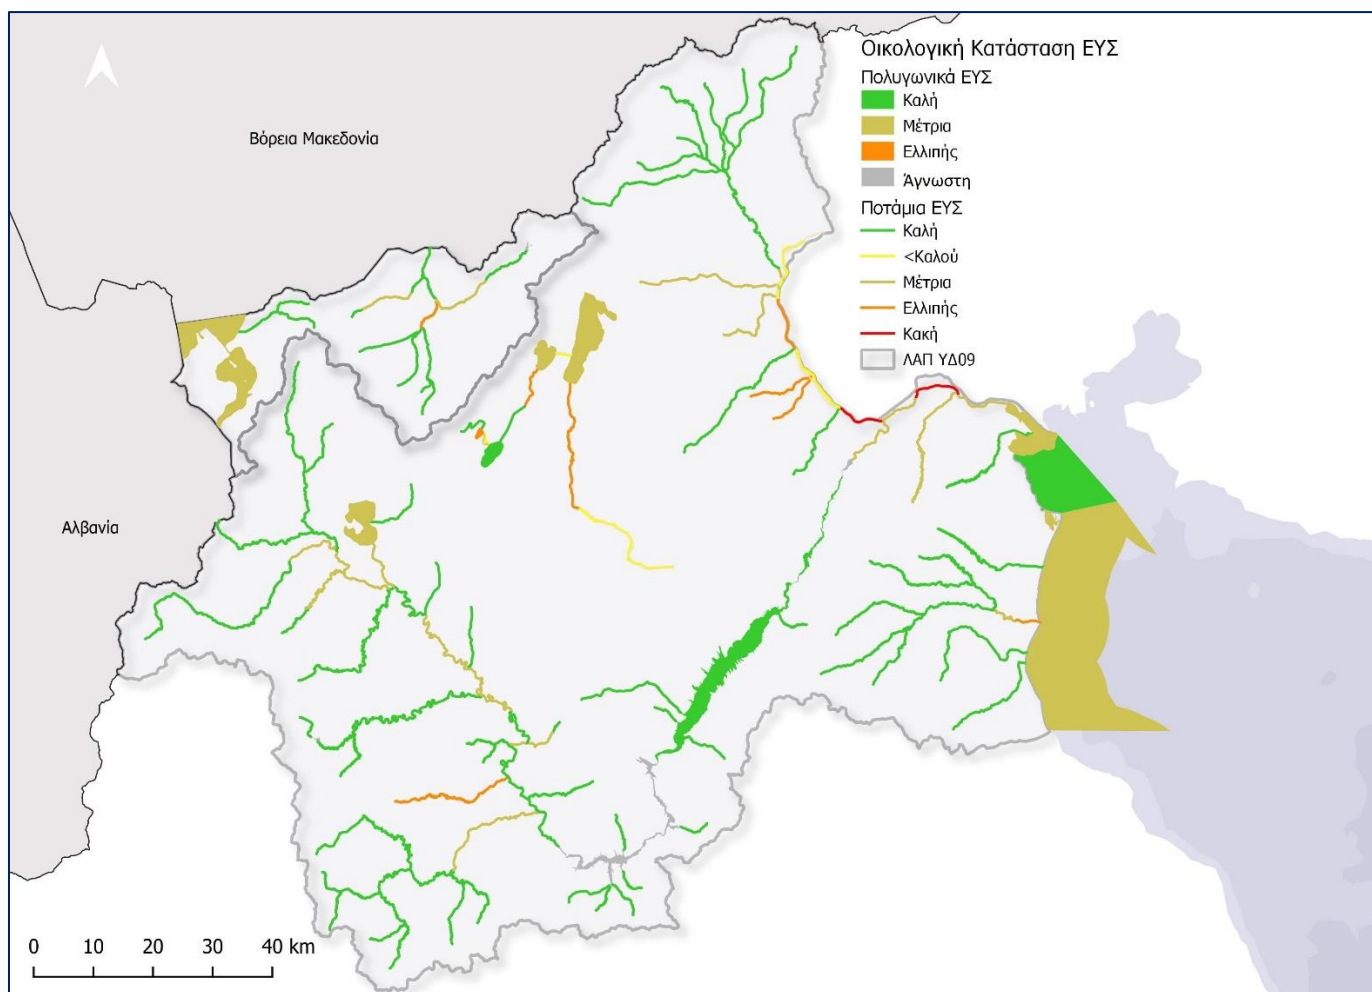 Οικολογική Κατάσταση ΕΥΣ
Πολυγωνικά ΕΥΣ
Καλή
Μέτρια
Ελλιπής
Άγνωστη
Ποτάμια ΕΥΣ
Καλή
<Καλού
Μέτρια
Ελλιπής
Κακή
ΛΑΠ ΥΔ09
Βόρεια Μακεδονία
Αλβανία
0 10 20 30 40 km